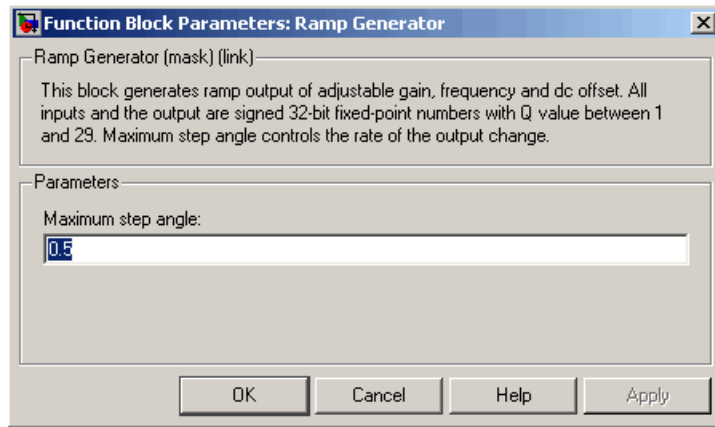 Function Block Parameters: Ramp Generator
Ramp Generator (mask) (link)
This block generates ramp output of adjustable gain, frequency and dc offset. All
inputs and the output are signed 32-bit fixed-point numbers with Q value between 1
and 29. Maximum step angle controls the rate of the output change.
Parameters
Maximum step angle:
0.5
OK Cancel Help Apply